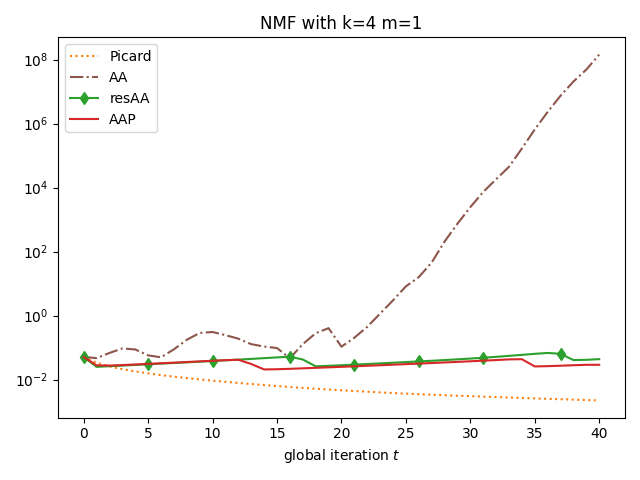 NMF with k=4 m=1
Picard
AA
resAA
AAP
10^8
10^6
10^4
10^2
10^0
10^−2
0 5 10 15 20 25 30 35 40
global iteration t